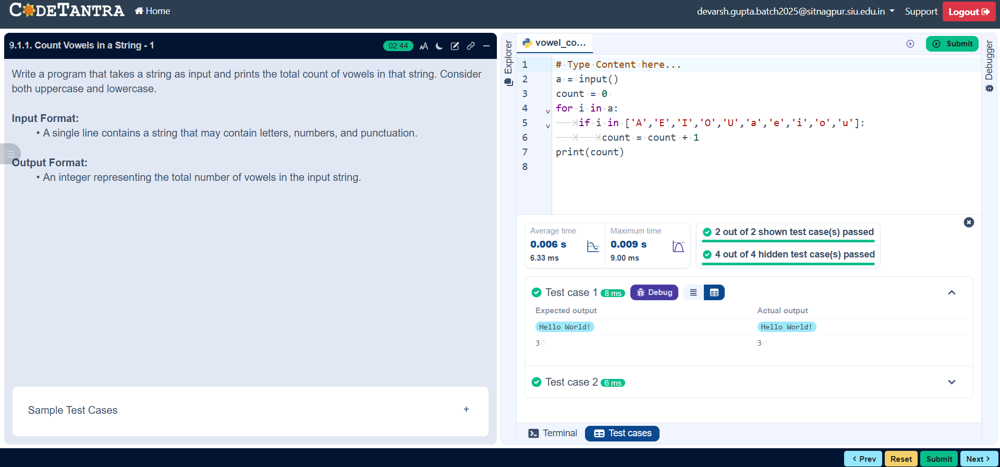 CODETANTRA Home devarsh.gupta.batch2025@sitnagpur.siu.edu.in Support Logout
9.1.1. Count Vowels in a String - 1 02:44
Write a program that takes a string as input and prints the total count of vowels in that string. Consider
both uppercase and lowercase.
Input Format:
• A single line contains a string that may contain letters, numbers, and punctuation.
Output Format:
• An integer representing the total number of vowels in the input string.
Sample Test Cases +
Explorer
vowel_co...
Submit
Debugger
1 # Type Content here...
2 a = input()
3 count = 0
4 for i in a:
5 if i in ['A','E','I','O','U','a','e','i','o','u']:
6 count = count + 1
7 print(count)
8
Average time Maximum time
0.006 s 0.009 s
6.33 ms 9.00 ms
2 out of 2 shown test case(s) passed
4 out of 4 hidden test case(s) passed
Test case 1 8 ms Debug
Expected output Actual output
Hello World! Hello World!
3 3
Test case 2 6 ms
Terminal Test cases
< Prev Reset Submit Next >